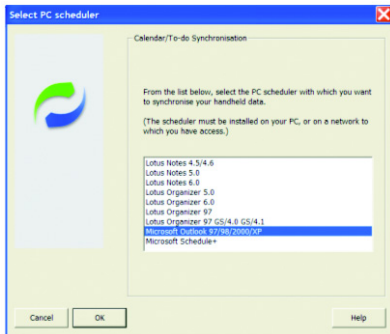 Select PC scheduler
Calendar/To-do Synchronisation
From the list below, select the PC scheduler with which you want
to synchronise your handheld data.
(The scheduler must be installed on your PC, or on a network to
which you have access.)
Lotus Notes 4.5/4.6
Lotus Notes 5.0
Lotus Notes 6.0
Lotus Organizer 5.0
Lotus Organizer 6.0
Lotus Organizer 97
Lotus Organizer 97 GS/4.0 GS/4.1
Microsoft Outlook 97/98/2000/XP
Microsoft Schedule+
Cancel OK Help